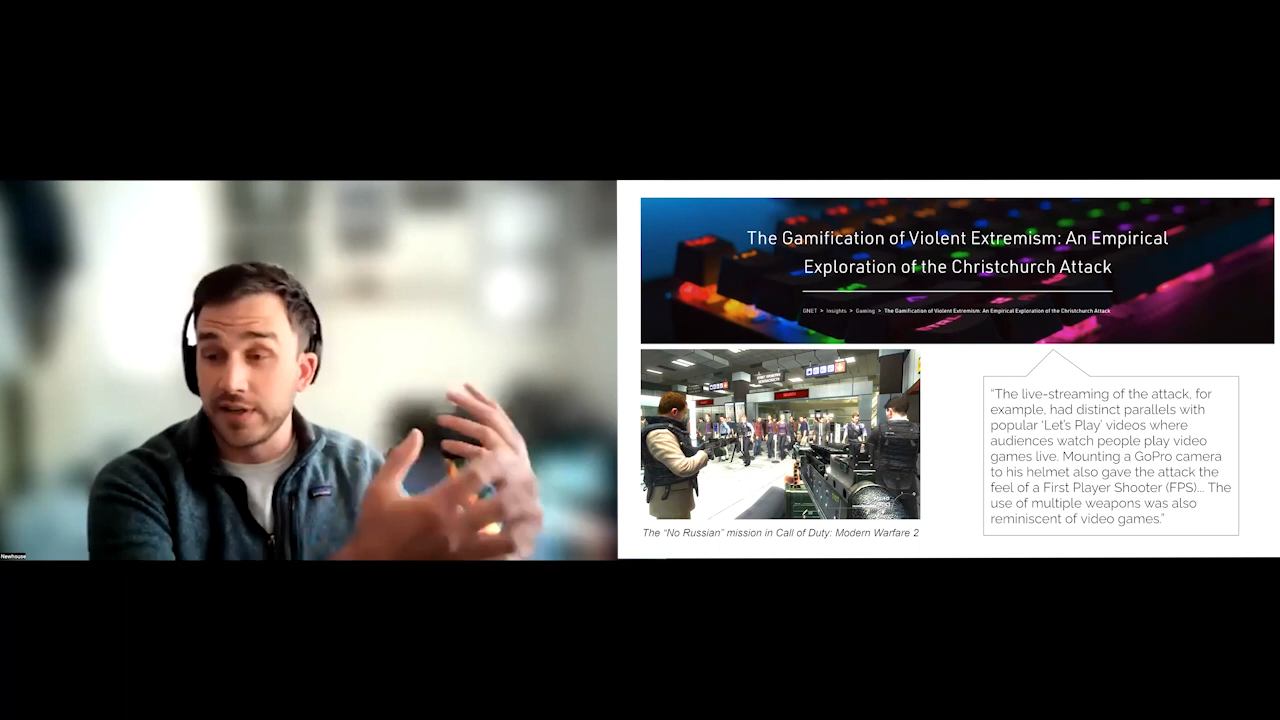 Newhouse
The Gamification of Violent Extremism: An Empirical
Exploration of the Christchurch Attack
GNET > Insights > Gaming > The Gamification of Violent Extremism: An Empirical Exploration of the Christchurch Attack
The “No Russian” mission in Call of Duty: Modern Warfare 2
“The live-streaming of the attack, for
example, had distinct parallels with
popular ‘Let’s Play’ videos where
audiences watch people play video
games live. Mounting a GoPro camera
to his helmet also gave the attack the
feel of a First Player Shooter (FPS)... The
use of multiple weapons was also
reminiscent of video games.”